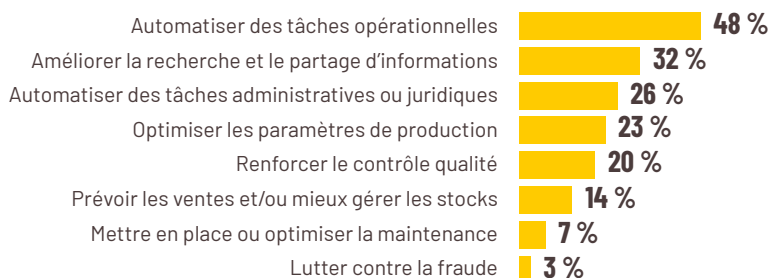 Automatiser des tâches opérationnelles 48 %
Améliorer la recherche et le partage d’informations 32 %
Automatiser des tâches administratives ou juridiques 26 %
Optimiser les paramètres de production 23 %
Renforcer le contrôle qualité 20 %
Prévoir les ventes et/ou mieux gérer les stocks 14 %
Mettre en place ou optimiser la maintenance 7 %
Lutter contre la fraude 3 %